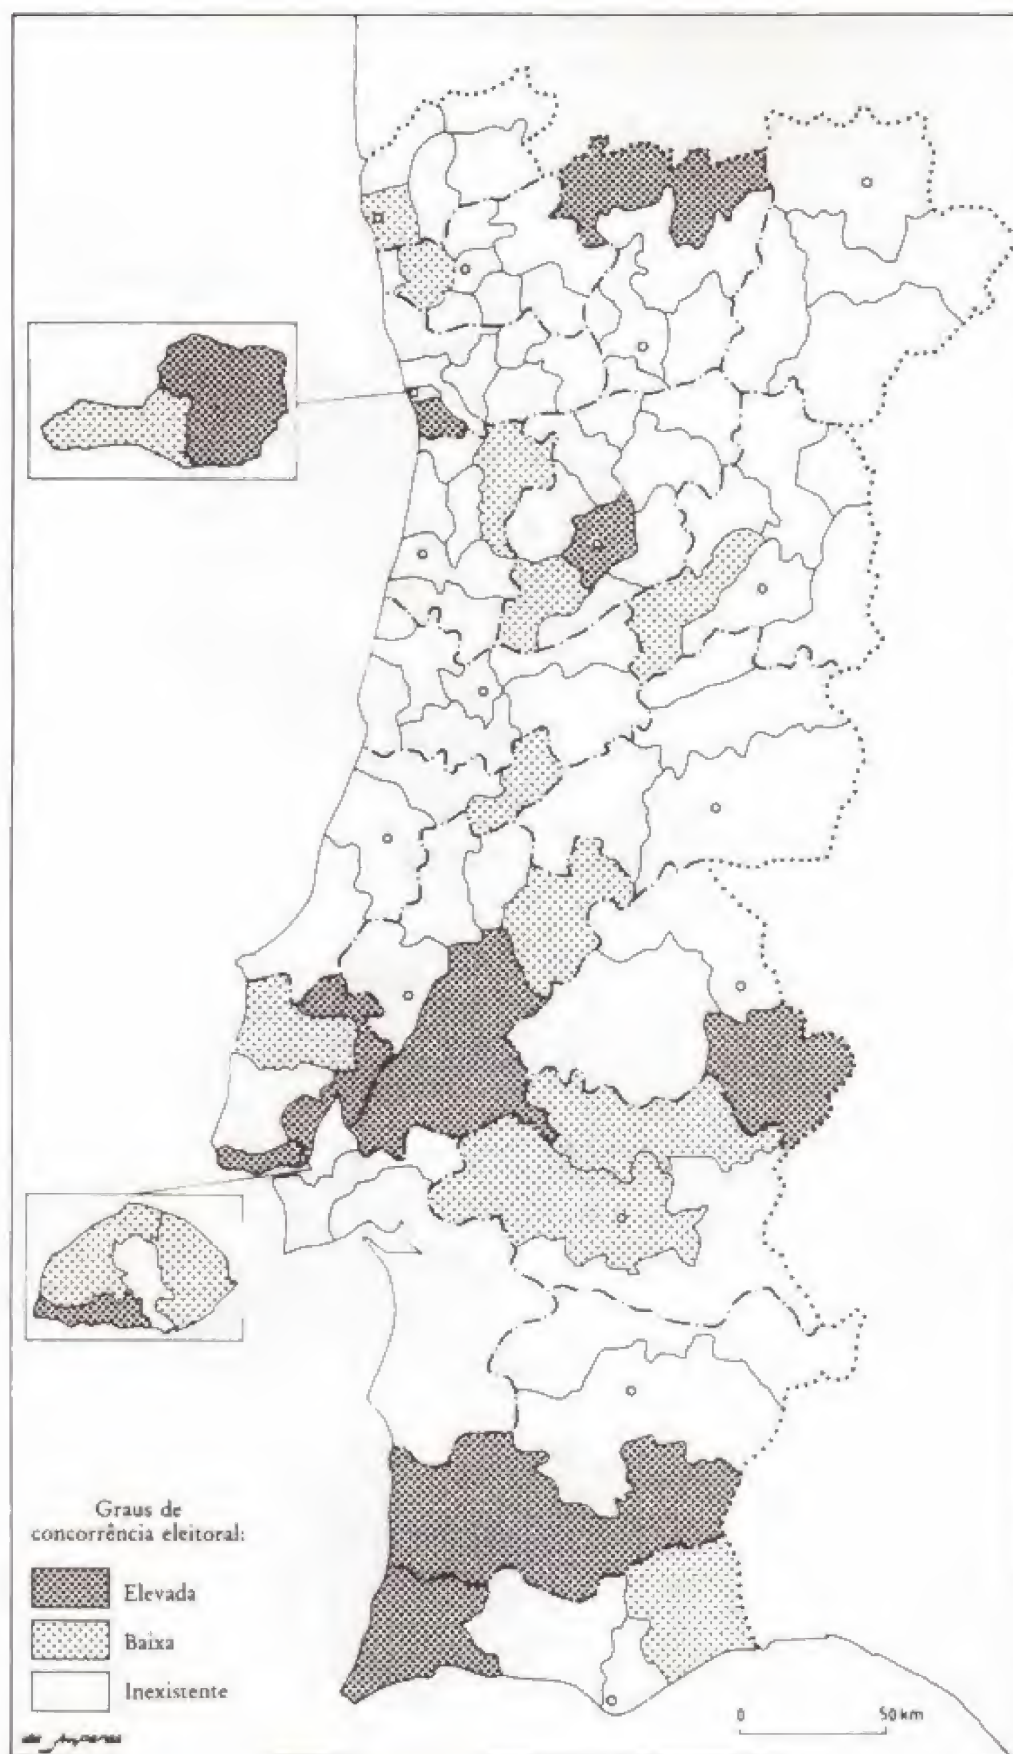 Graus de
concorrência eleitoral:
Elevada
Baixa
Inexistente
0 50 km